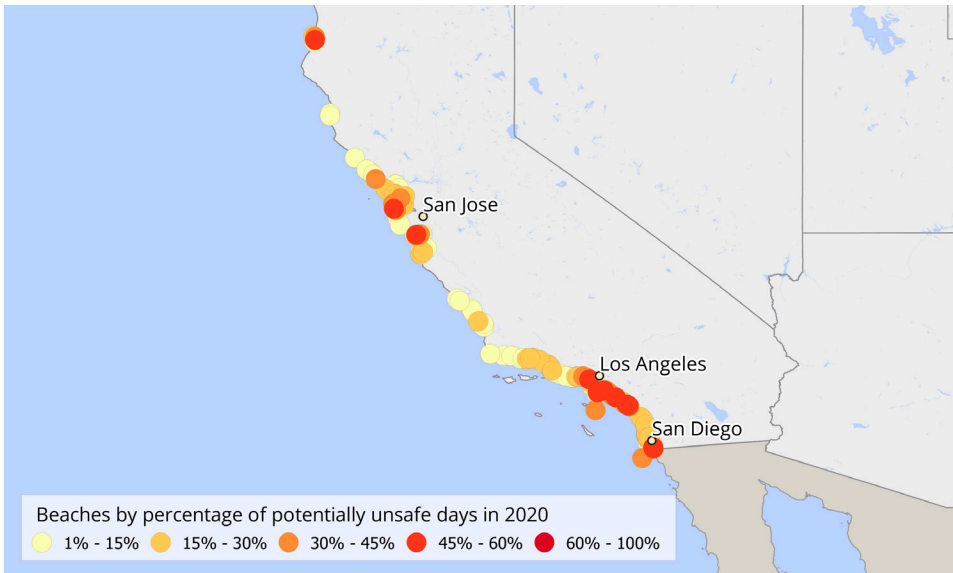 San Jose
Los Angeles
San Diego
Beaches by percentage of potentially unsafe days in 2020
1% - 15% 15% - 30% 30% - 45% 45% - 60% 60% - 100%